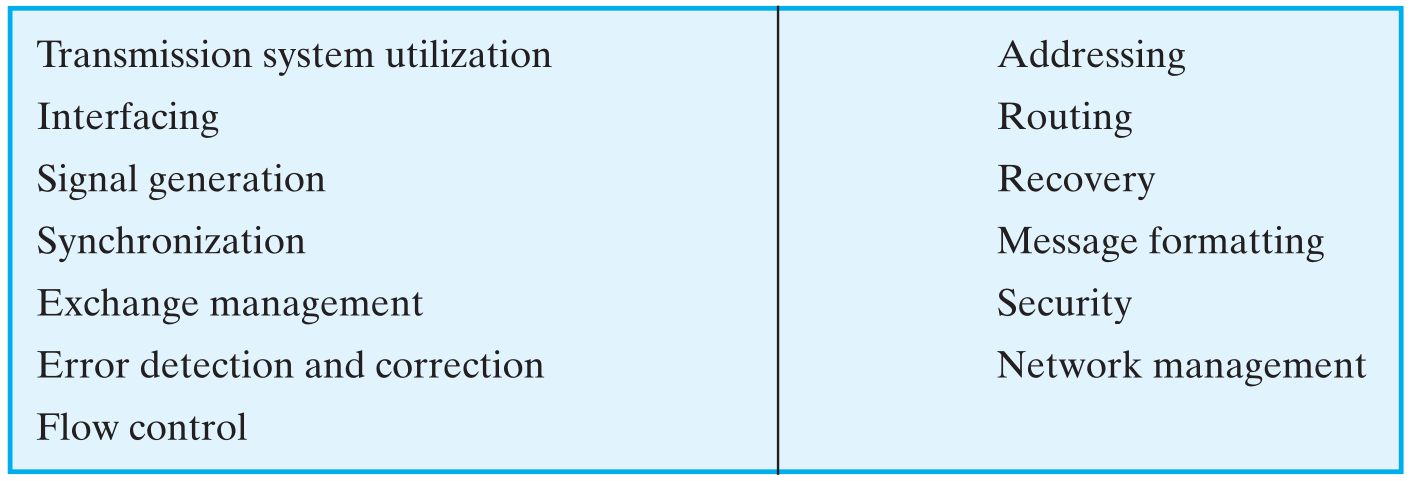 Transmission system utilization
Interfacing
Signal generation
Synchronization
Exchange management
Error detection and correction
Flow control
Addressing
Routing
Recovery
Message formatting
Security
Network management